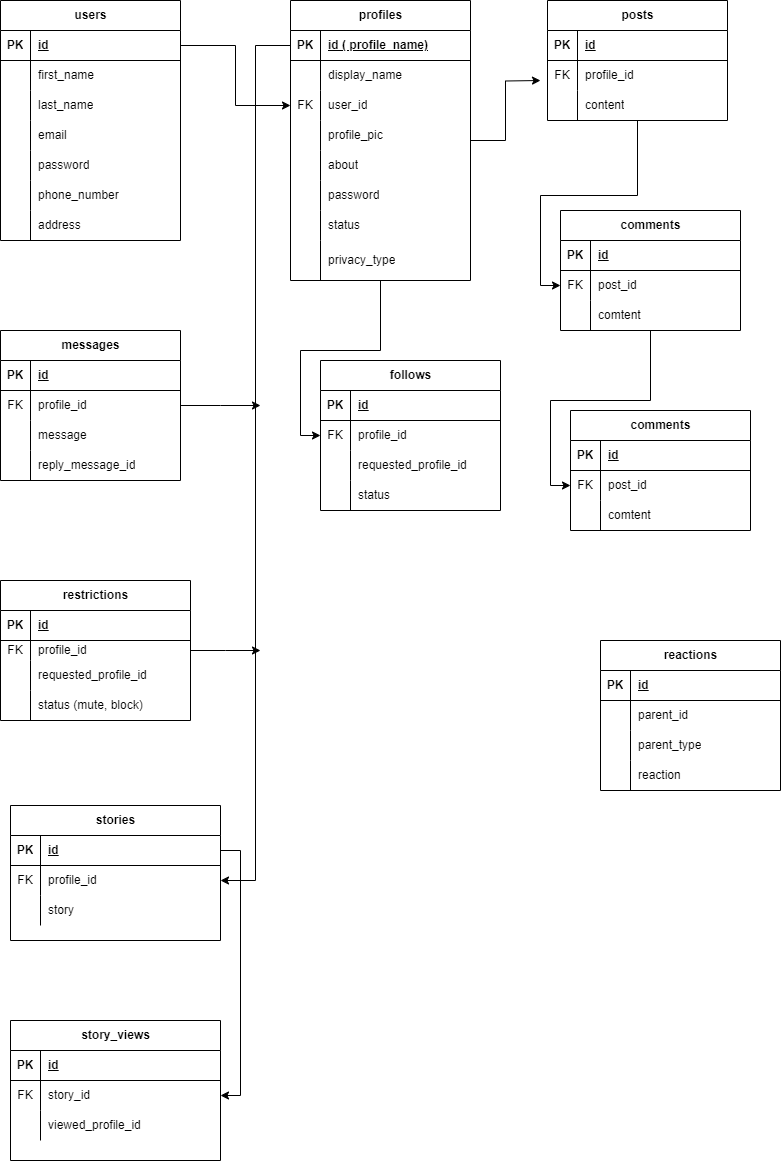 users
PK id
first_name
last_name
email
password
phone_number
address
profiles
PK id ( profile_name)
display_name
FK user_id
profile_pic
about
password
status
privacy_type
posts
PK id
FK profile_id
content
comments
PK id
FK post_id
comtent
messages
PK id
FK profile_id
message
reply_message_id
follows
PK id
FK profile_id
requested_profile_id
status
comments
PK id
FK post_id
comtent
restrictions
PK id
FK profile_id
requested_profile_id
status (mute, block)
reactions
PK id
parent_id
parent_type
reaction
stories
PK id
FK profile_id
story
story_views
PK id
FK story_id
viewed_profile_id